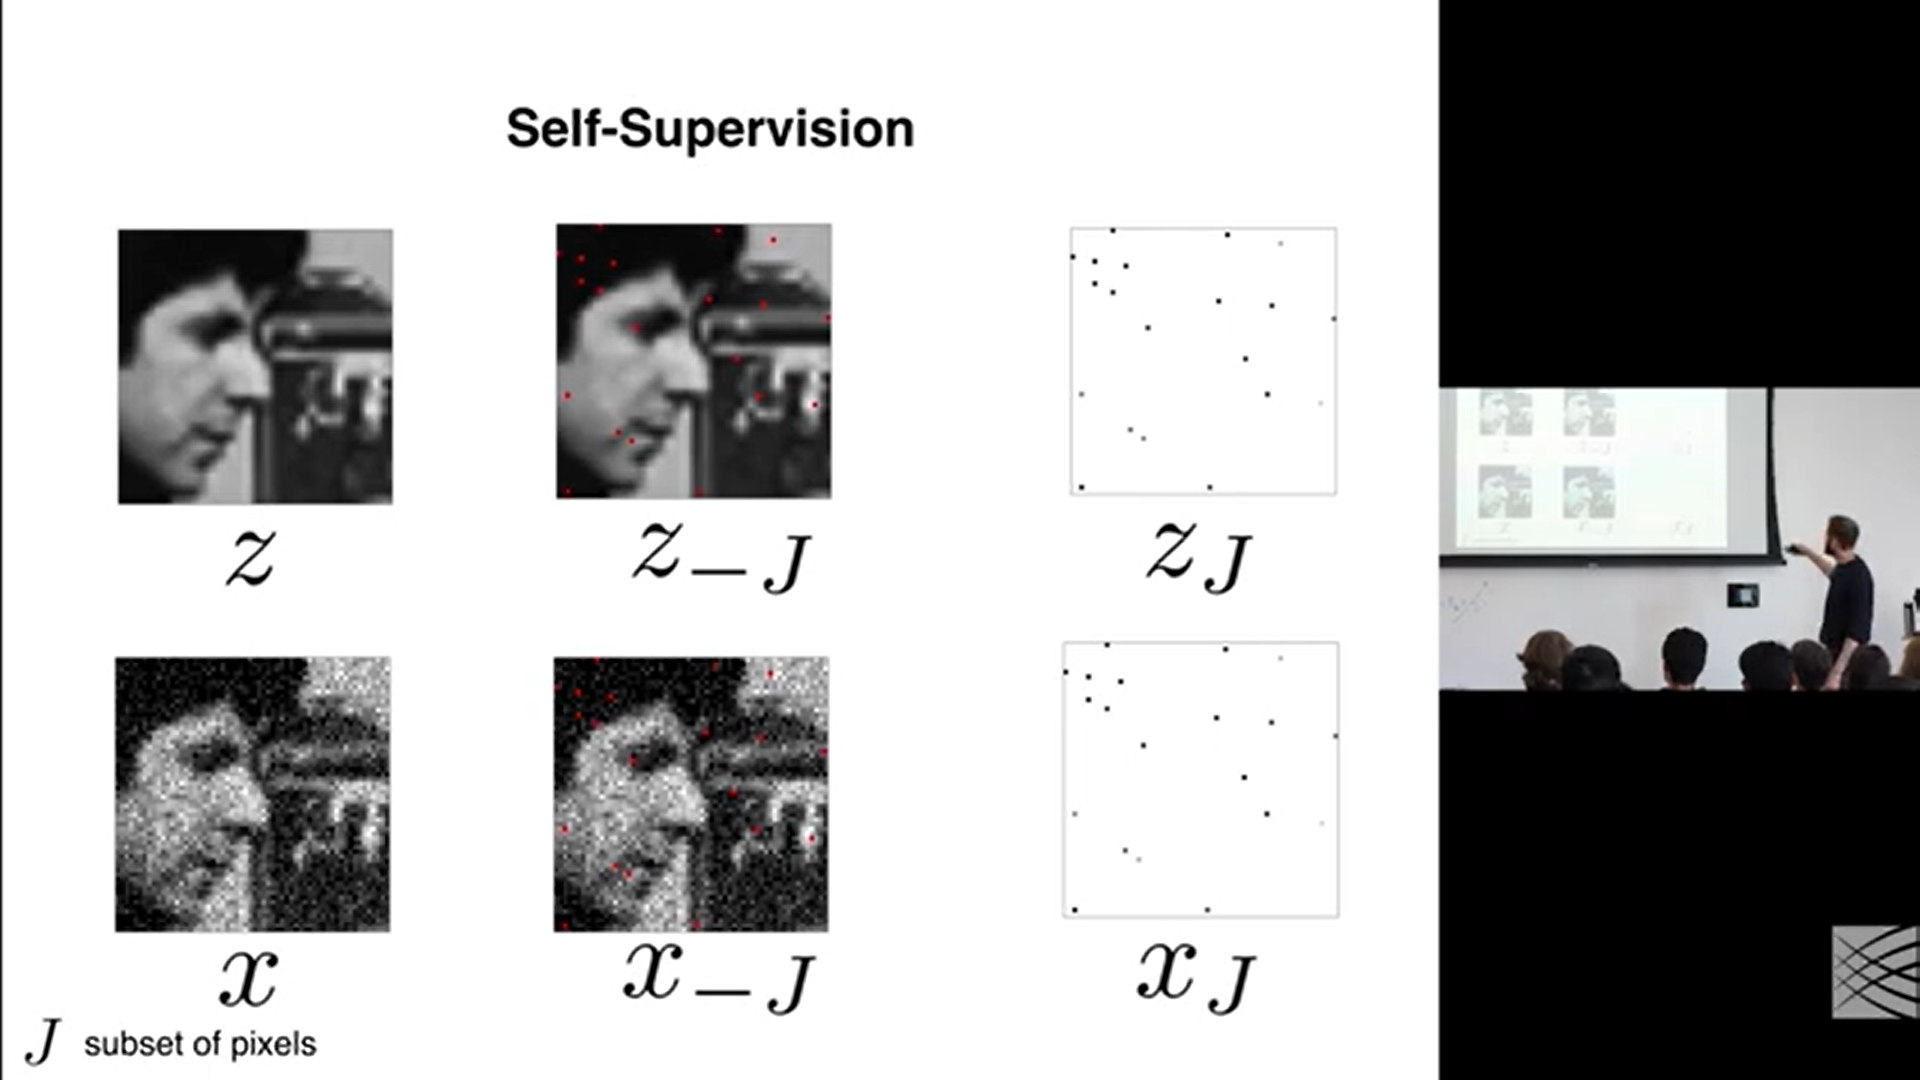 Self-Supervision
z
z_{-J}
z_J
x
x_{-J}
x_J
J subset of pixels